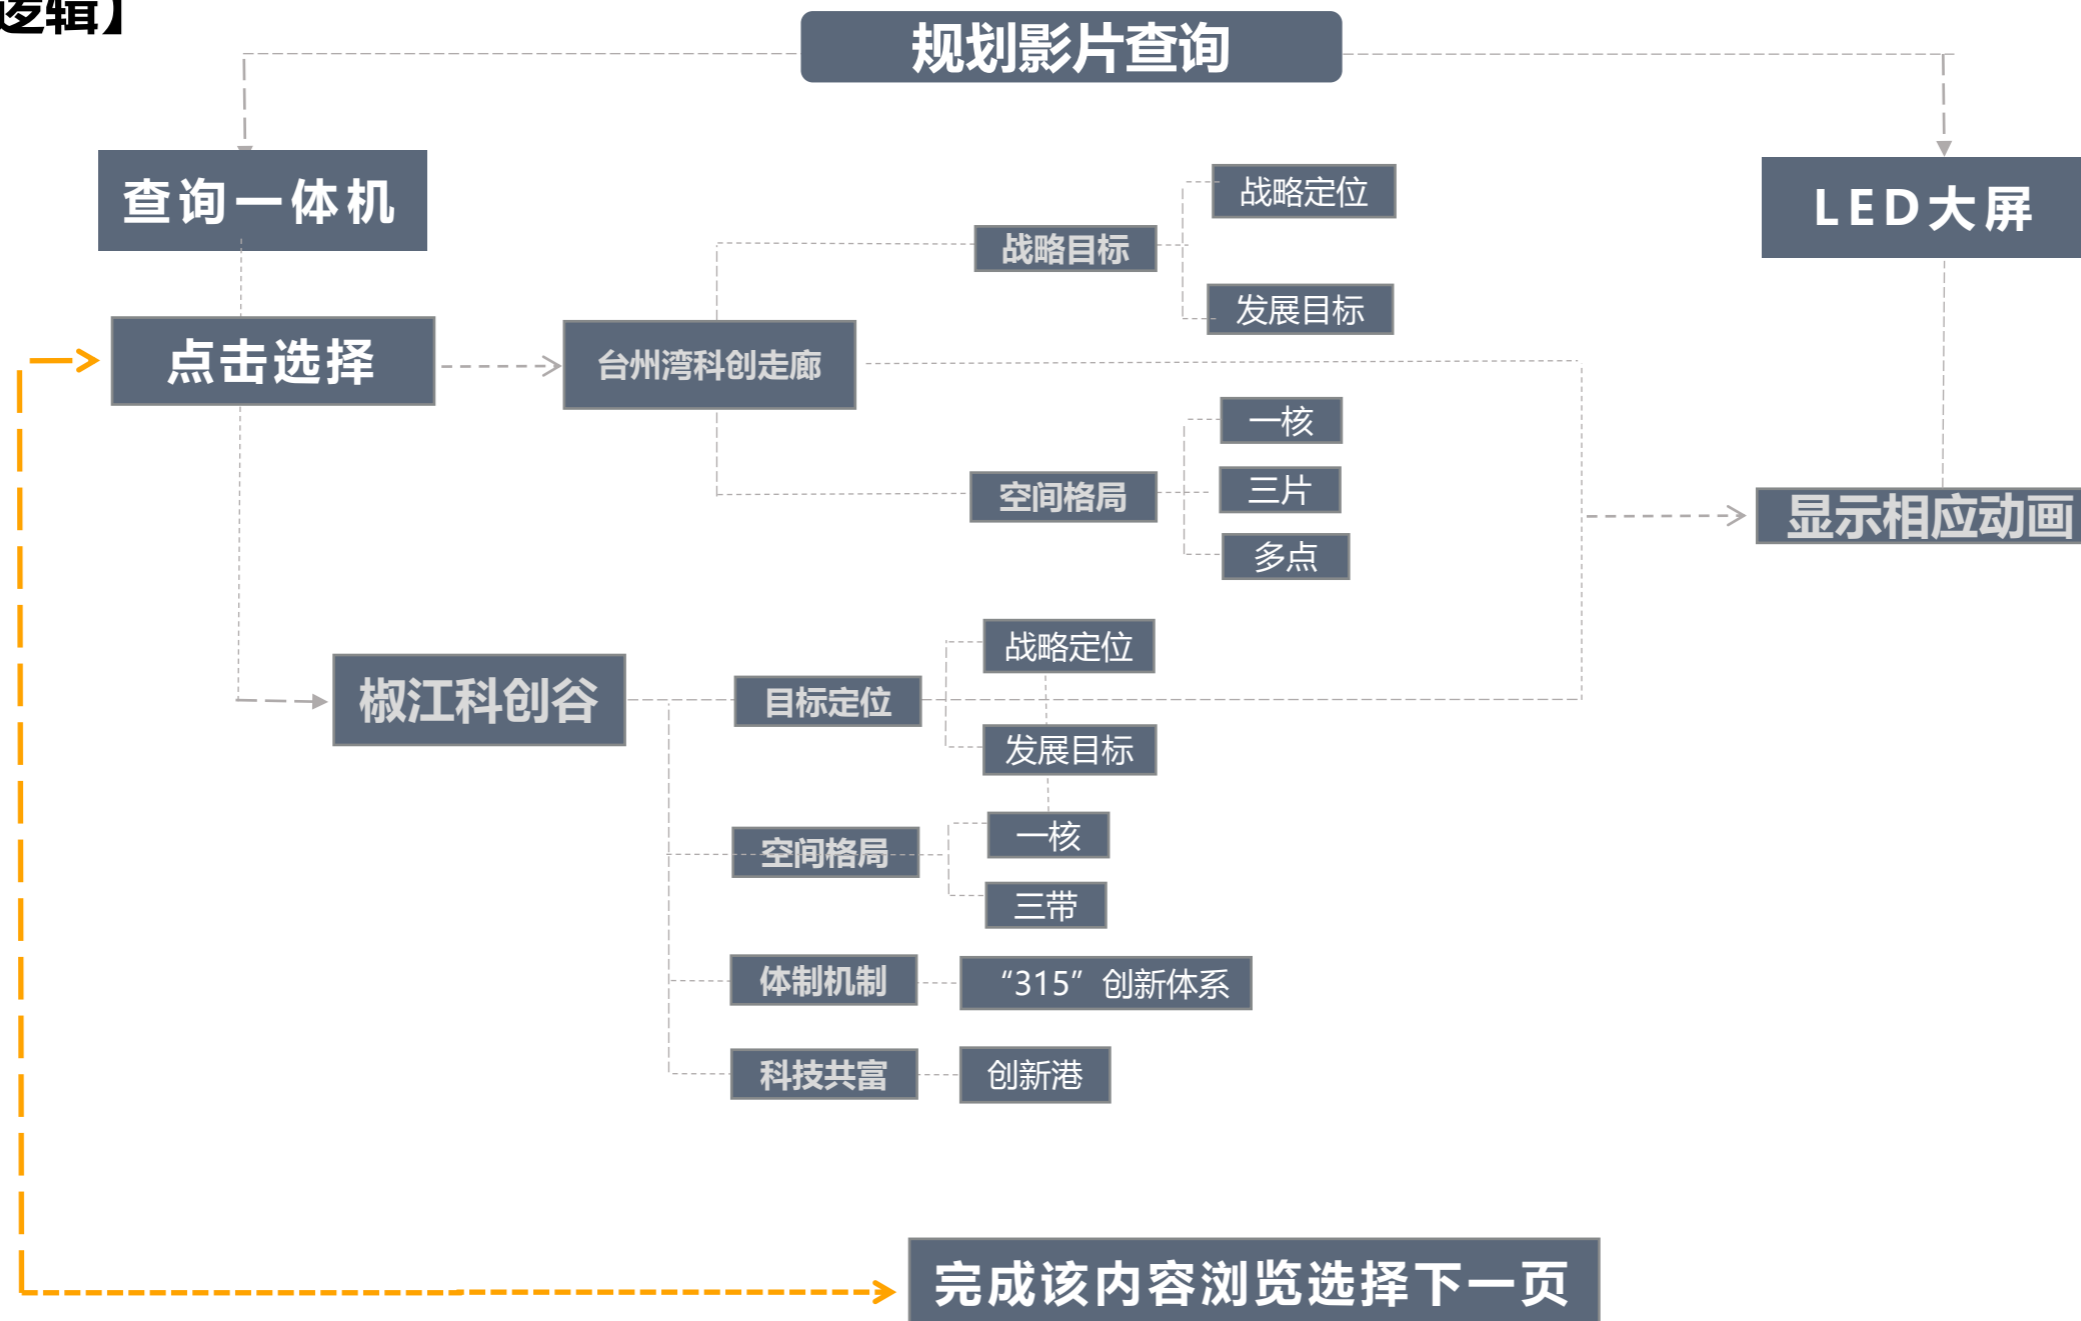 逻辑】
规划影片查询
查询一体机
LED大屏
战略定位
战略目标
发展目标
点击选择
台州湾科创走廊
一核
空间格局
三片
多点
显示相应动画
椒江科创谷
目标定位
战略定位
发展目标
空间格局
一核
三带
体制机制
“315”创新体系
科技共富
创新港
完成该内容浏览选择下一页